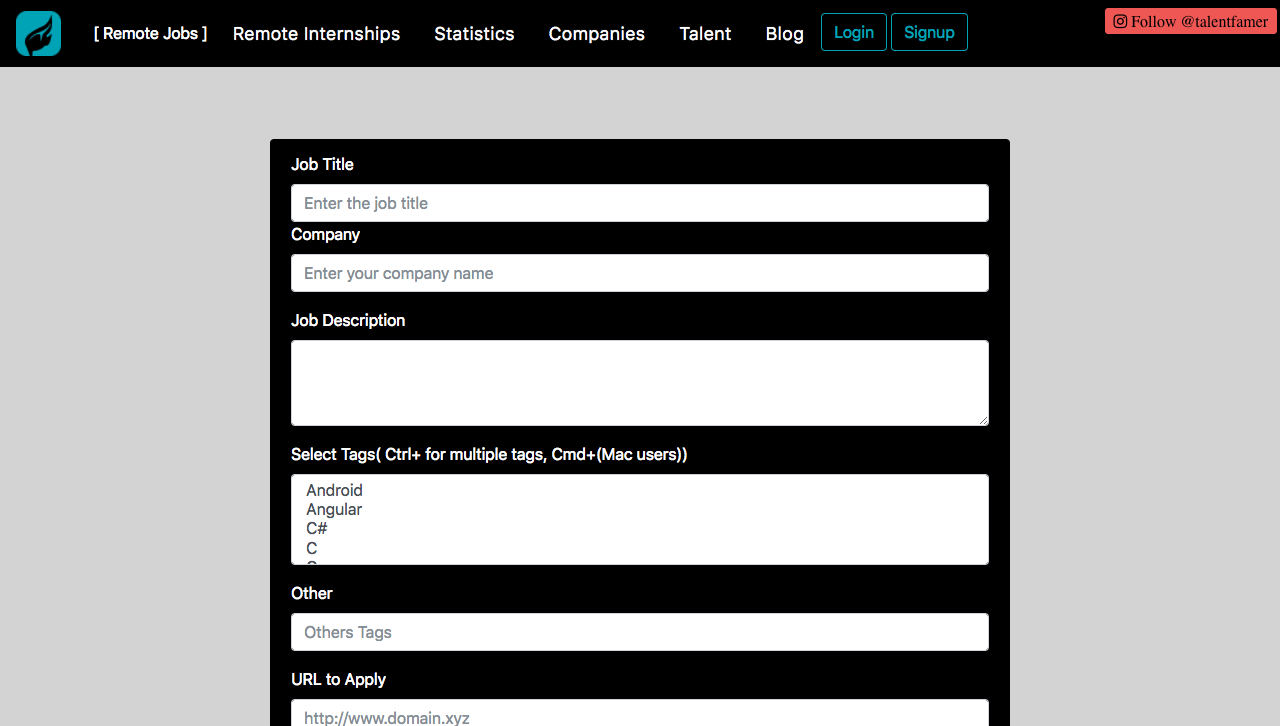 [ Remote Jobs ] Remote Internships Statistics Companies Talent Blog Login Signup Follow @talentfamer
Job Title
Enter the job title
Company
Enter your company name
Job Description
Select Tags( Ctrl+ for multiple tags, Cmd+(Mac users))
Android
Angular
C#
C
Other
Others Tags
URL to Apply
http://www.domain.xyz